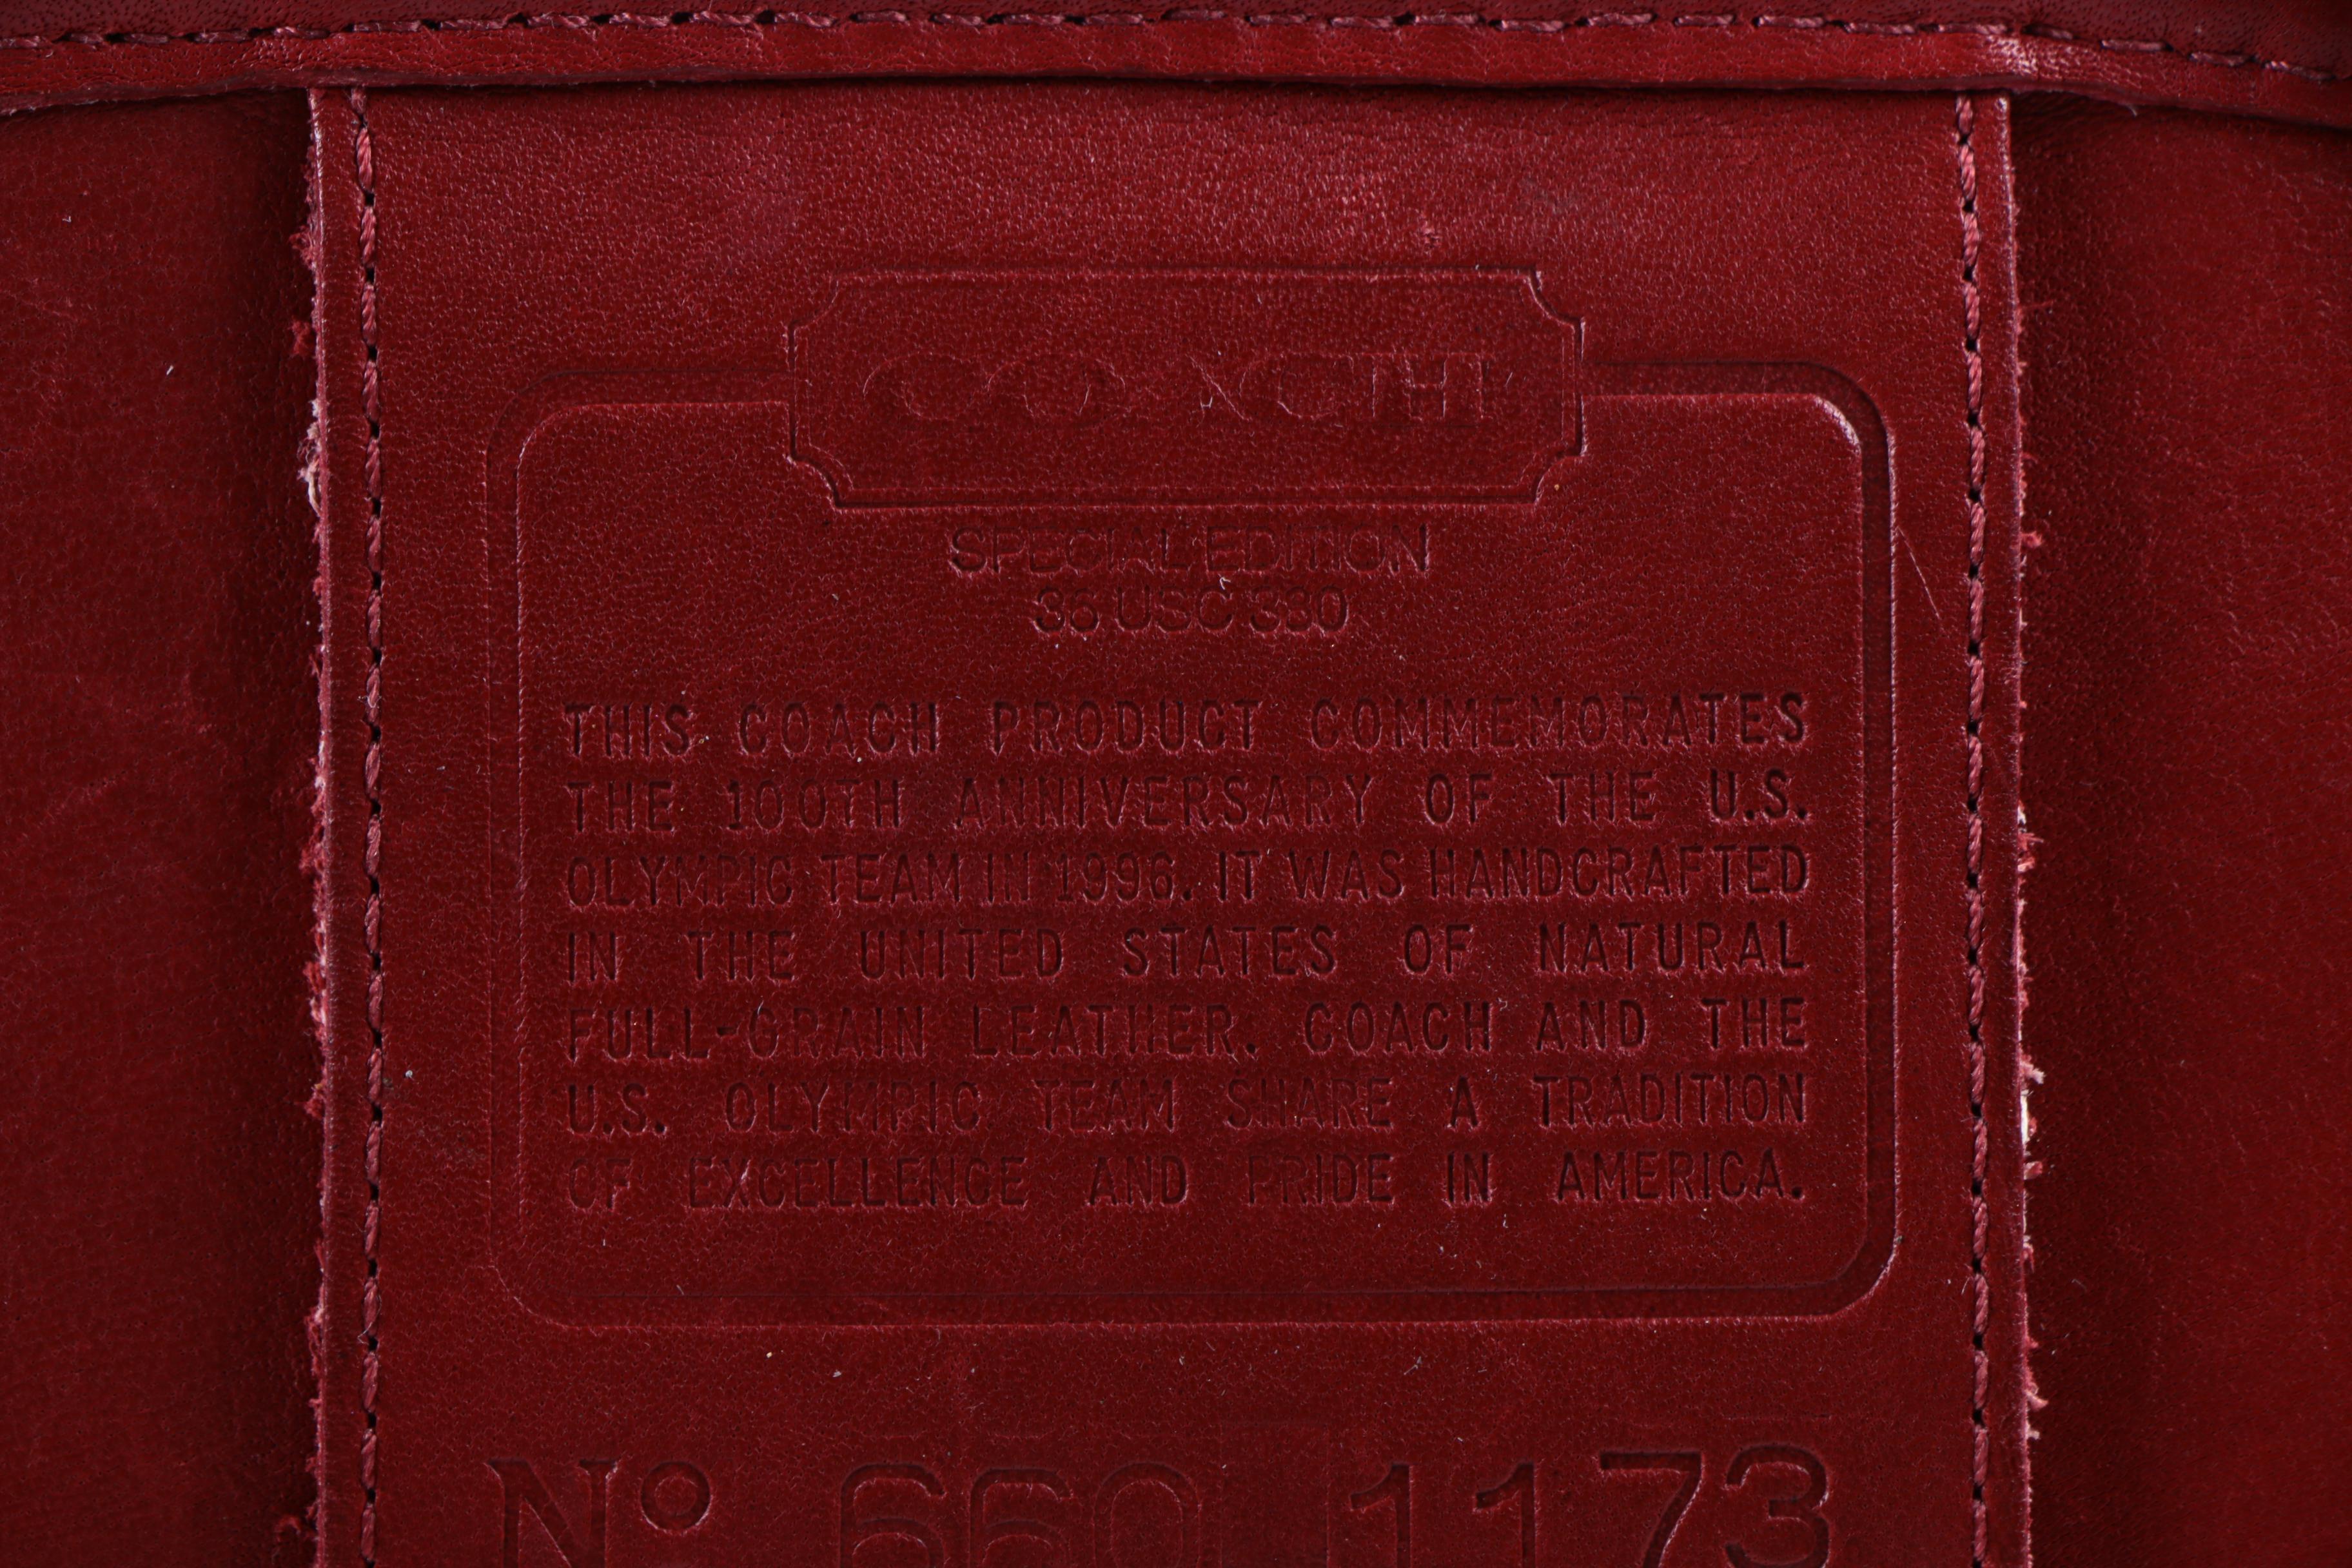 COACH
SPECIAL EDITION
36 USC 380
THIS COACH PRODUCT COMMEMORATES
THE 100TH ANNIVERSARY OF THE U.S.
OLYMPIC TEAM IN 1996. IT WAS HANDCRAFTED
IN THE UNITED STATES OF NATURAL
FULL-GRAIN LEATHER. COACH AND THE
U.S. OLYMPIC TEAM SHARE A TRADITION
OF EXCELLENCE AND PRIDE IN AMERICA.
Nº 660 1173